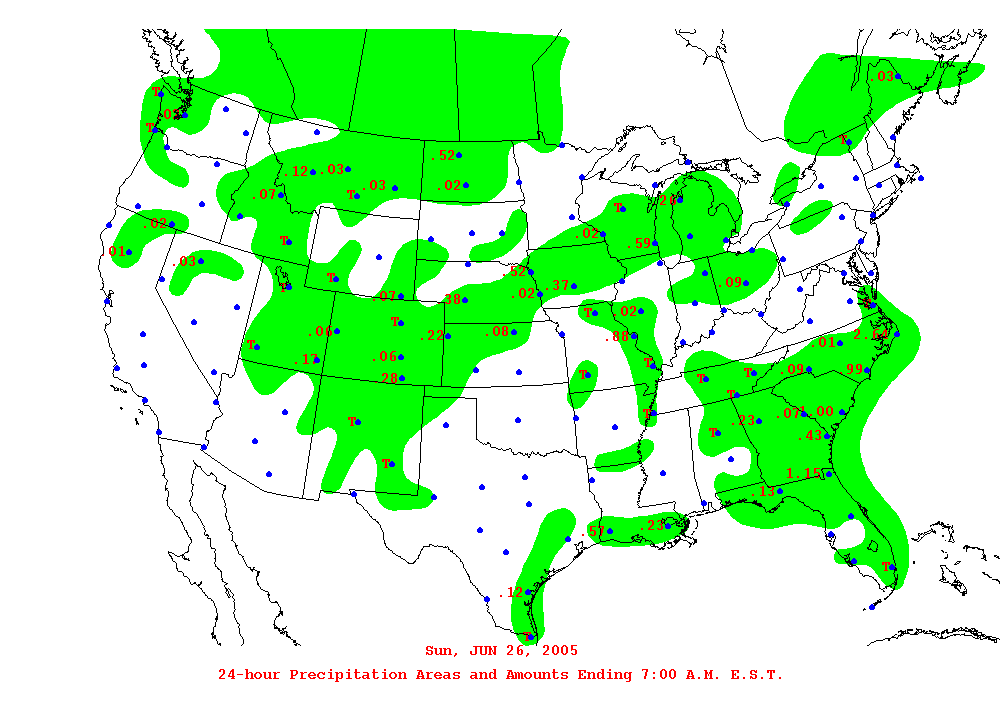 .03
T
.03
T
T
.52
.12 .03
.03
.02
.07
T
.26
T
.02
.02
.59
T
.01
.03
.52
T
.37
.09
.02
.07
.38
T
.02
T
.06
.22
.08
.88
2.14
.01
T
.17
.06
T
.99
.28
T
T
T
.09
T
T
.23
.07
1.00
T
T
.43
T
1.15
.13
.57
.23
T
.12
T
Sun, JUN 26, 2005
24-hour Precipitation Areas and Amounts Ending 7:00 A.M. E.S.T.